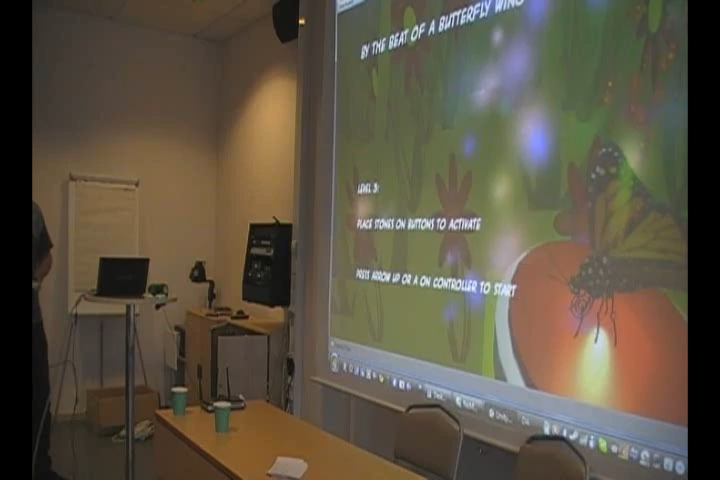 BY THE BEAT OF A BUTTERFLY WING
LEVEL 3:
PLACE STONES ON BUTTONS TO ACTIVATE
PRESS ARROW UP OR A ON CONTROLLER TO START